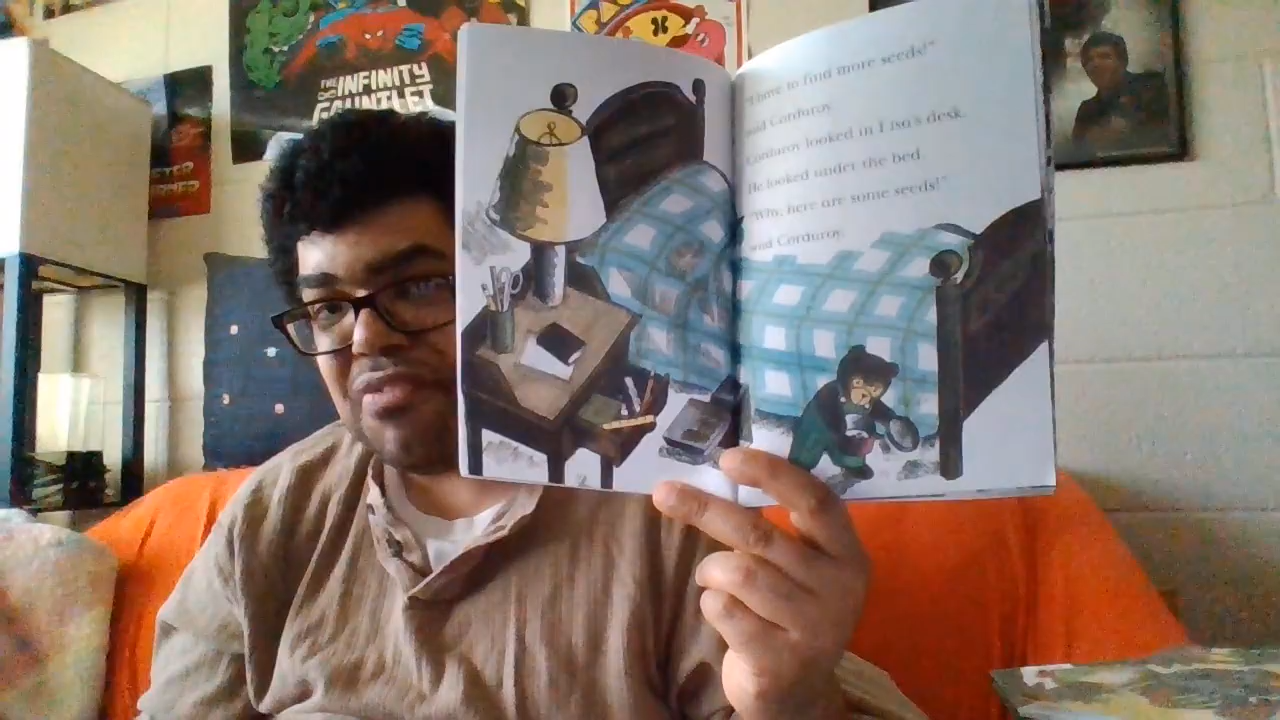 THE
INFINITY
GAUNTLET
"I have to find more seeds!"
said Corduroy.
Corduroy looked in Lisa's desk.
He looked under the bed.
"Why, here are some seeds!"
said Corduroy.